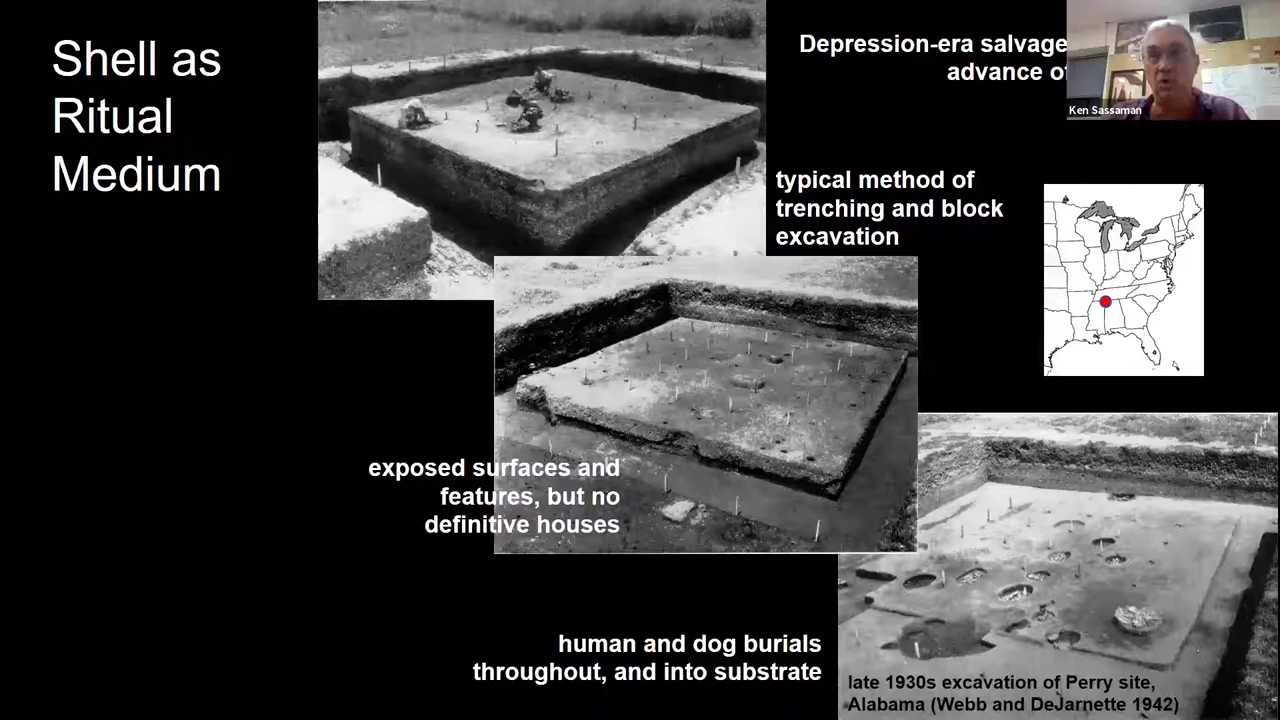 Shell as
Ritual
Medium
Depression-era salvage
advance of
Ken Sassaman
typical method of
trenching and block
excavation
exposed surfaces and
features, but no
definitive houses
human and dog burials
throughout, and into substrate
late 1930s excavation of Perry site,
Alabama (Webb and DeJarnette 1942)